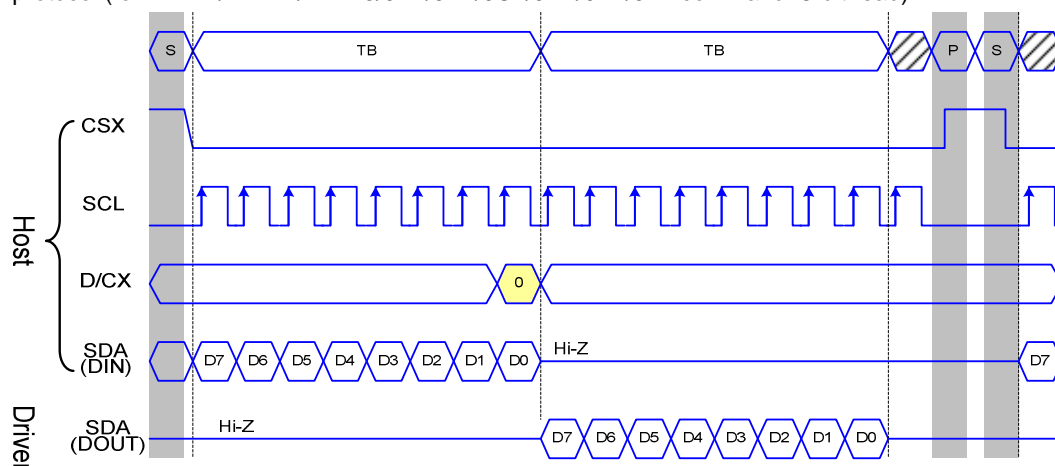 S TB TB P S
CSX
SCL
Host
D/CX 0
SDA
(DIN) D7 D6 D5 D4 D3 D2 D1 D0 Hi-Z D7
SDA
(DOUT) Hi-Z D7 D6 D5 D4 D3 D2 D1 D0